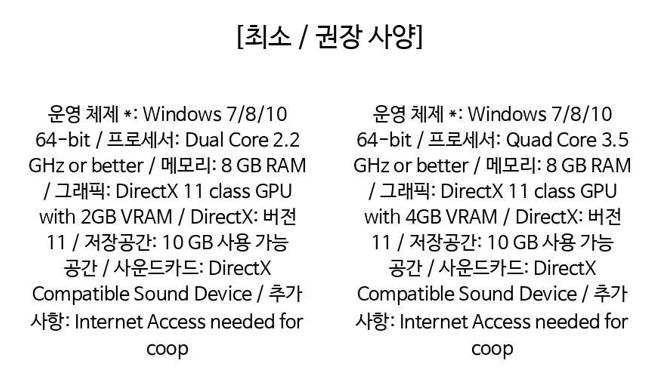 [최소 / 권장 사양]
운영 체제 *: Windows 7/8/10
64-bit / 프로세서: Dual Core 2.2
GHz or better / 메모리: 8 GB RAM
/ 그래픽: DirectX 11 class GPU
with 2GB VRAM / DirectX: 버전
11 / 저장공간: 10 GB 사용 가능
공간 / 사운드카드: DirectX
Compatible Sound Device / 추가
사항: Internet Access needed for
coop
운영 체제 *: Windows 7/8/10
64-bit / 프로세서: Quad Core 3.5
GHz or better / 메모리: 8 GB RAM
/ 그래픽: DirectX 11 class GPU
with 4GB VRAM / DirectX: 버전
11 / 저장공간: 10 GB 사용 가능
공간 / 사운드카드: DirectX
Compatible Sound Device / 추가
사항: Internet Access needed for
coop